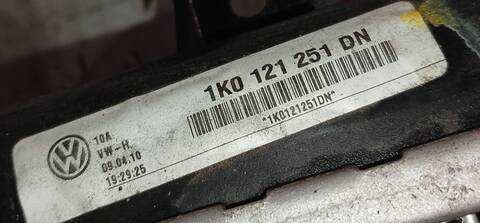 1K0 121 251 DN
*1K0121251DN*
10A
VW-H
09.04.10
19:29:25